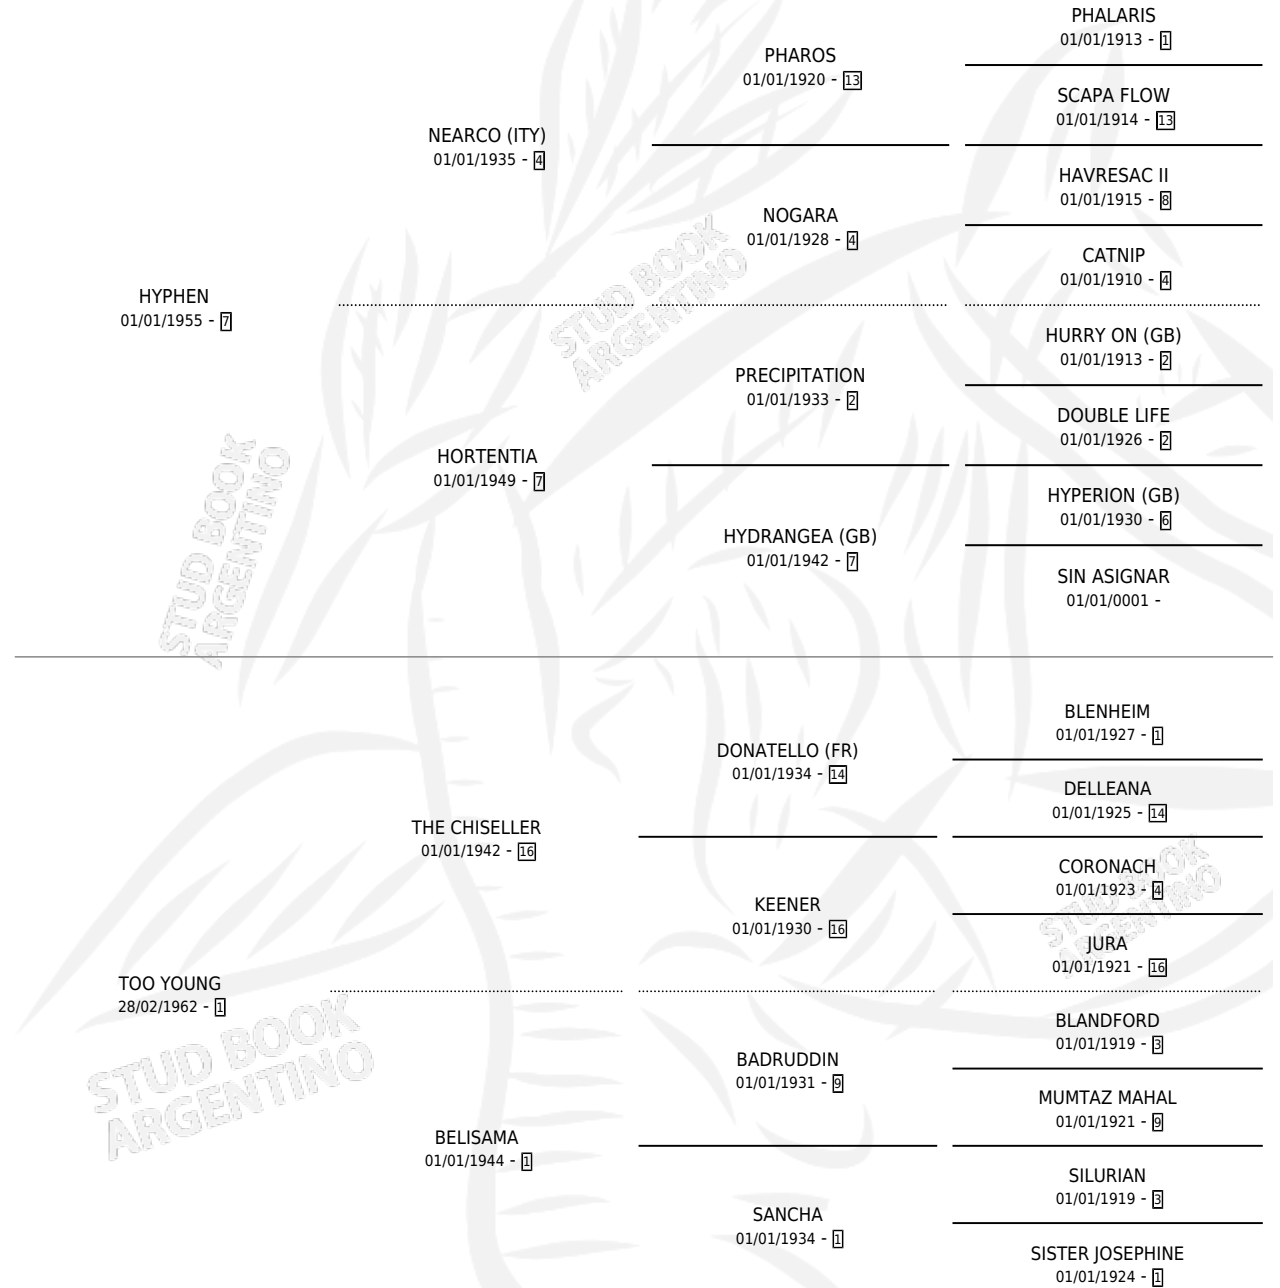 PHALARIS
01/01/1913 - 1
PHAROS
01/01/1920 - 13
SCAPA FLOW
01/01/1914 - 13
NEARCO (ITY)
01/01/1935 - 4
HAVRESAC II
01/01/1915 - 8
NOGARA
01/01/1928 - 4
CATNIP
01/01/1910 - 4
HYPHEN
01/01/1955 - 7
STUD BOOK
ARGENTINO
HURRY ON (GB)
01/01/1913 - 2
PRECIPITATION
01/01/1933 - 2
DOUBLE LIFE
01/01/1926 - 2
HORTENTIA
01/01/1949 - 7
HYPERION (GB)
01/01/1930 - 6
HYDRANGEA (GB)
01/01/1942 - 7
SIN ASIGNAR
01/01/0001 -
STUD BOOK
ARGENTINO
BLENHEIM
01/01/1927 - 1
DONATELLO (FR)
01/01/1934 - 14
DELLEANA
01/01/1925 - 14
THE CHISELLER
01/01/1942 - 16
CORONACH
01/01/1923 - 4
KEENER
01/01/1930 - 16
JURA
01/01/1921 - 16
STUD BOOK
ARGENTINO
TOO YOUNG
28/02/1962 - 1
BLANDFORD
01/01/1919 - 3
BADRUDDIN
01/01/1931 - 9
MUMTAZ MAHAL
01/01/1921 - 9
STUD BOOK
ARGENTINO
BELISAMA
01/01/1944 - 1
SILURIAN
01/01/1919 - 3
SANCHA
01/01/1934 - 1
SISTER JOSEPHINE
01/01/1924 - 1